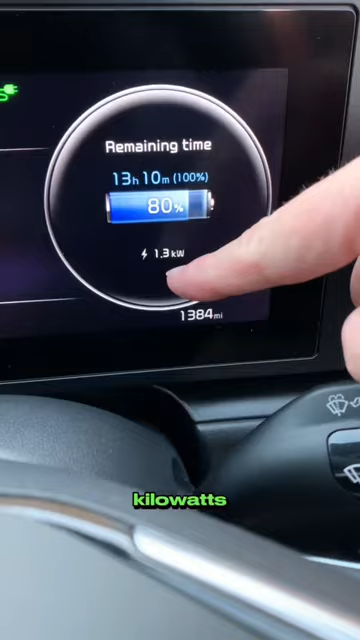 Remaining time
13h 10m (100%)
80%
1.3 kW
1384mi
kilowatts